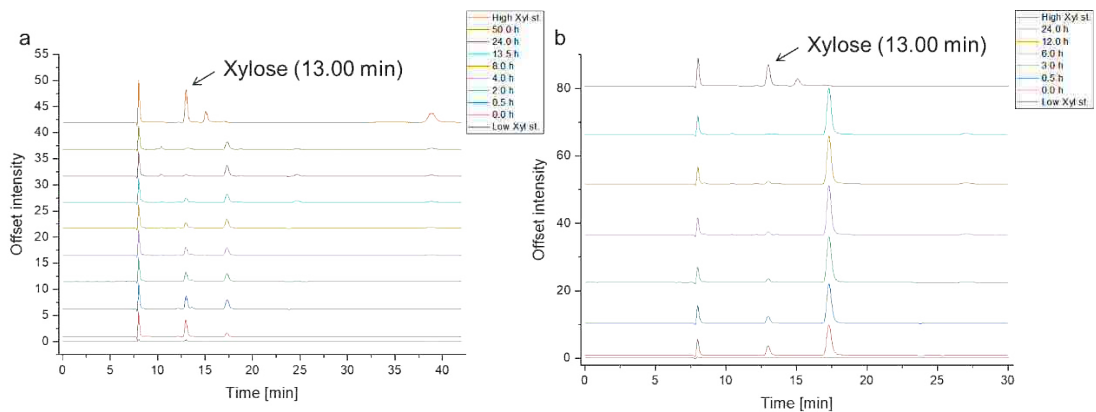 a
Xylose (13.00 min)
High Xyl st.
50.0 h
24.0 h
13.5 h
8.0 h
4.0 h
2.0 h
0.5 h
0.0 h
Low Xyl st.
55
50
45
40
35
30
25
20
15
10
5
0
Offset intensity
0 5 10 15 20 25 30 35 40
Time [min]
b
Xylose (13.00 min)
High Xyl st.
24.0 h
12.0 h
6.0 h
3.0 h
0.5 h
0.0 h
Low Xyl st.
80
60
40
20
0
Offset intensity
0 5 10 15 20 25 30
Time [min]